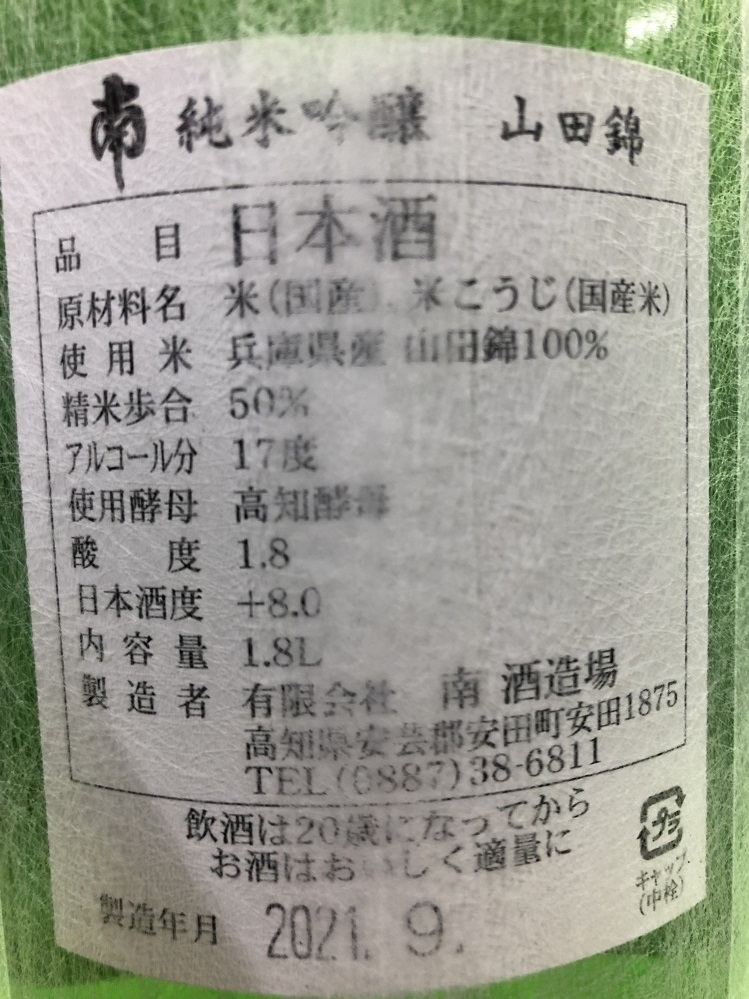 南 純米吟醸 山田錦
品目 日本酒
原材料名 米(国産)、米こうじ(国産米)
使用米 兵庫県産 山田錦100%
精米歩合 50%
アルコール分 17度
使用酵母 高知酵母
酸度 1.8
日本酒度 +8.0
内容量 1.8L
製造者 有限会社 南 酒造場
高知県安芸郡安田町安田1875
TEL(0887)38-6811
飲酒は20歳になってから
お酒はおいしく適量に
プラ
キャップ
(中栓)
製造年月 2021. 9.